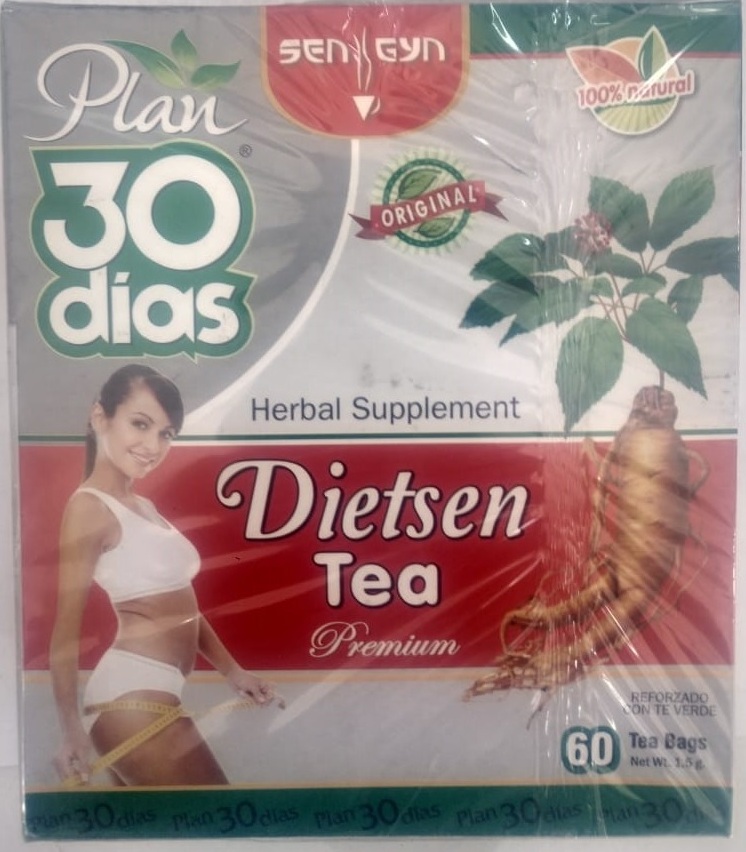 SEN GYN
Plan
30
días
®
100% natural
ORIGINAL
Herbal Supplement
Dietsen
Tea
Premium
REFORZADO
CON TE VERDE
60 Tea Bags
Net Wt. 1.5 g.
Plan 30 días Plan 30 días Plan 30 días Plan 30 días Plan 30 dí